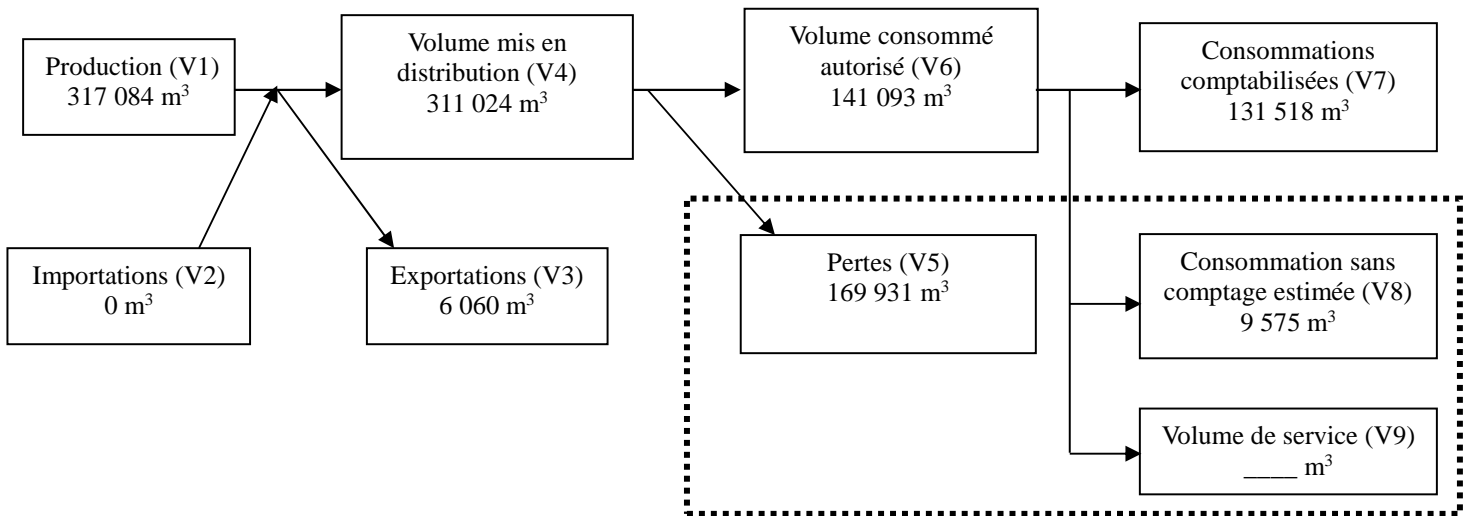 Production (V1)
317 084 m³
Volume mis en
distribution (V4)
311 024 m³
Volume consommé
autorisé (V6)
141 093 m³
Consommations
comptabilisées (V7)
131 518 m³
Importations (V2)
0 m³
Exportations (V3)
6 060 m³
Pertes (V5)
169 931 m³
Consommation sans
comptage estimée (V8)
9 575 m³
Volume de service (V9)
____ m³